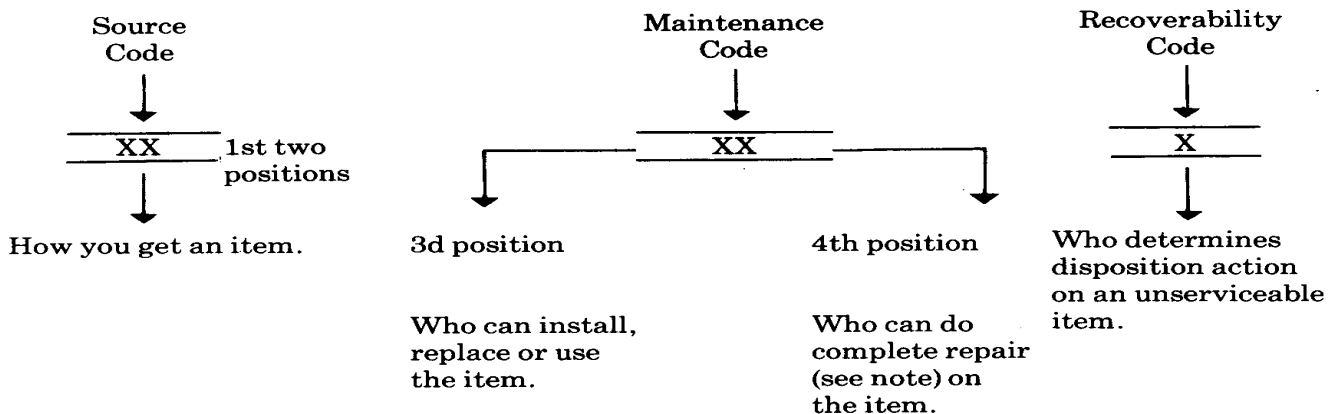 Source
Code
XX
1st two
positions
How you get an item.
Maintenance
Code
XX
3d position
Who can install,
replace or use
the item.
4th position
Who can do
complete repair
(see note) on
the item.
Recoverability
Code
X
Who determines
disposition action
on an unserviceable
item.